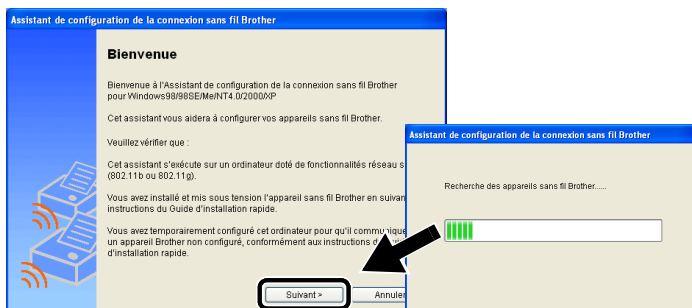 Assistant de configuration de la connexion sans fil Brother
Bienvenue
Bienvenue à l'Assistant de configuration de la connexion sans fil Brother
pour Windows98/98SE/Me/NT4.0/2000/XP
Cet assistant vous aidera à configurer vos appareils sans fil Brother.
Veuillez vérifier que :
Cet assistant s'exécute sur un ordinateur doté de fonctionnalités réseau s
(802.11b ou 802.11g).
Vous avez installé et mis sous tension l'appareil sans fil Brother en suivan
instructions du Guide d'installation rapide.
Vous avez temporairement configuré cet ordinateur pour qu'il communique
un appareil Brother non configuré, conformément aux instructions
d'installation rapide.
Suivant >
Annuler
Assistant de configuration de la connexion sans fil Brother
Recherche des appareils sans fil Brother.....